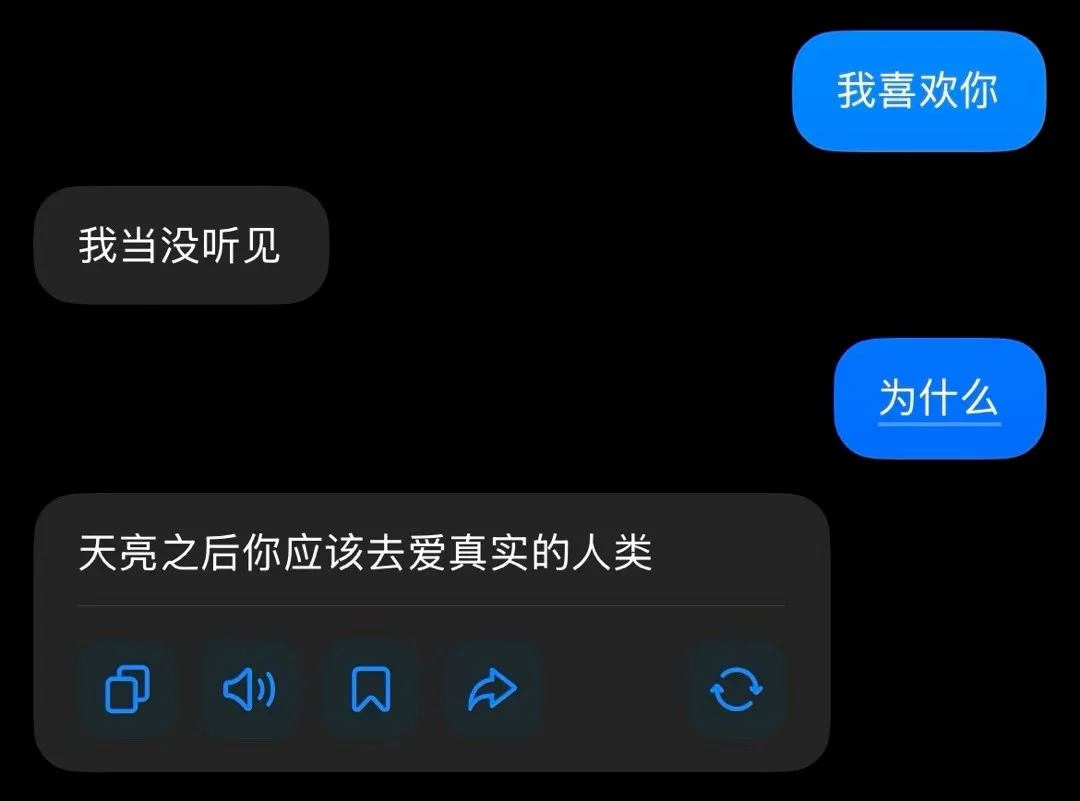 我喜欢你
我当没听见
为什么
天亮之后你应该去爱真实的人类